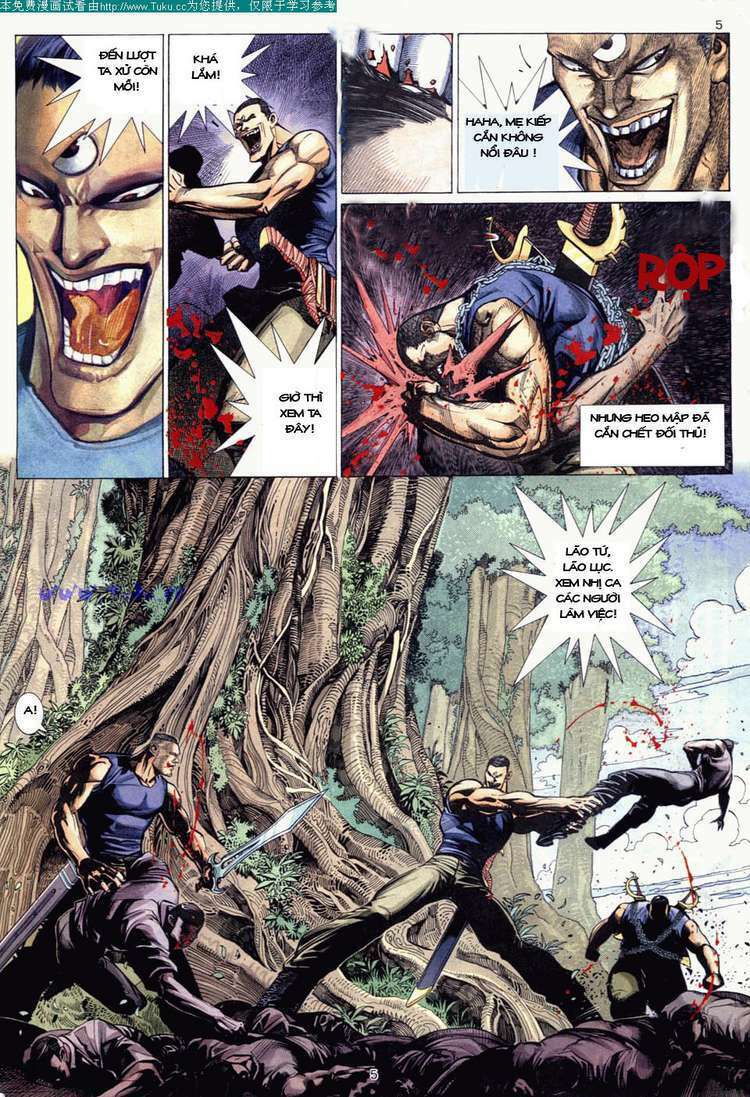 本免费漫画试看由http://www.Tuku.cc为您提供，仅限于学习参考
5
ĐẾN LƯỢT
TA XỬ CÔN
MỒI!
KHÁ
LẮM!
HAHA, MẸ KIẾP
CẮN KHÔNG
NỔI ĐÂU !
GIỜ THÌ
XEM TA
ĐÂY!
RỘP
NHƯNG HEO MẬP ĐÃ
CẮN CHẾT ĐỐI THỦ!
LÃO TỨ,
LÃO LỤC.
XEM NHỊ CA
CÁC NGƯƠI
LÀM VIỆC!
A!
5